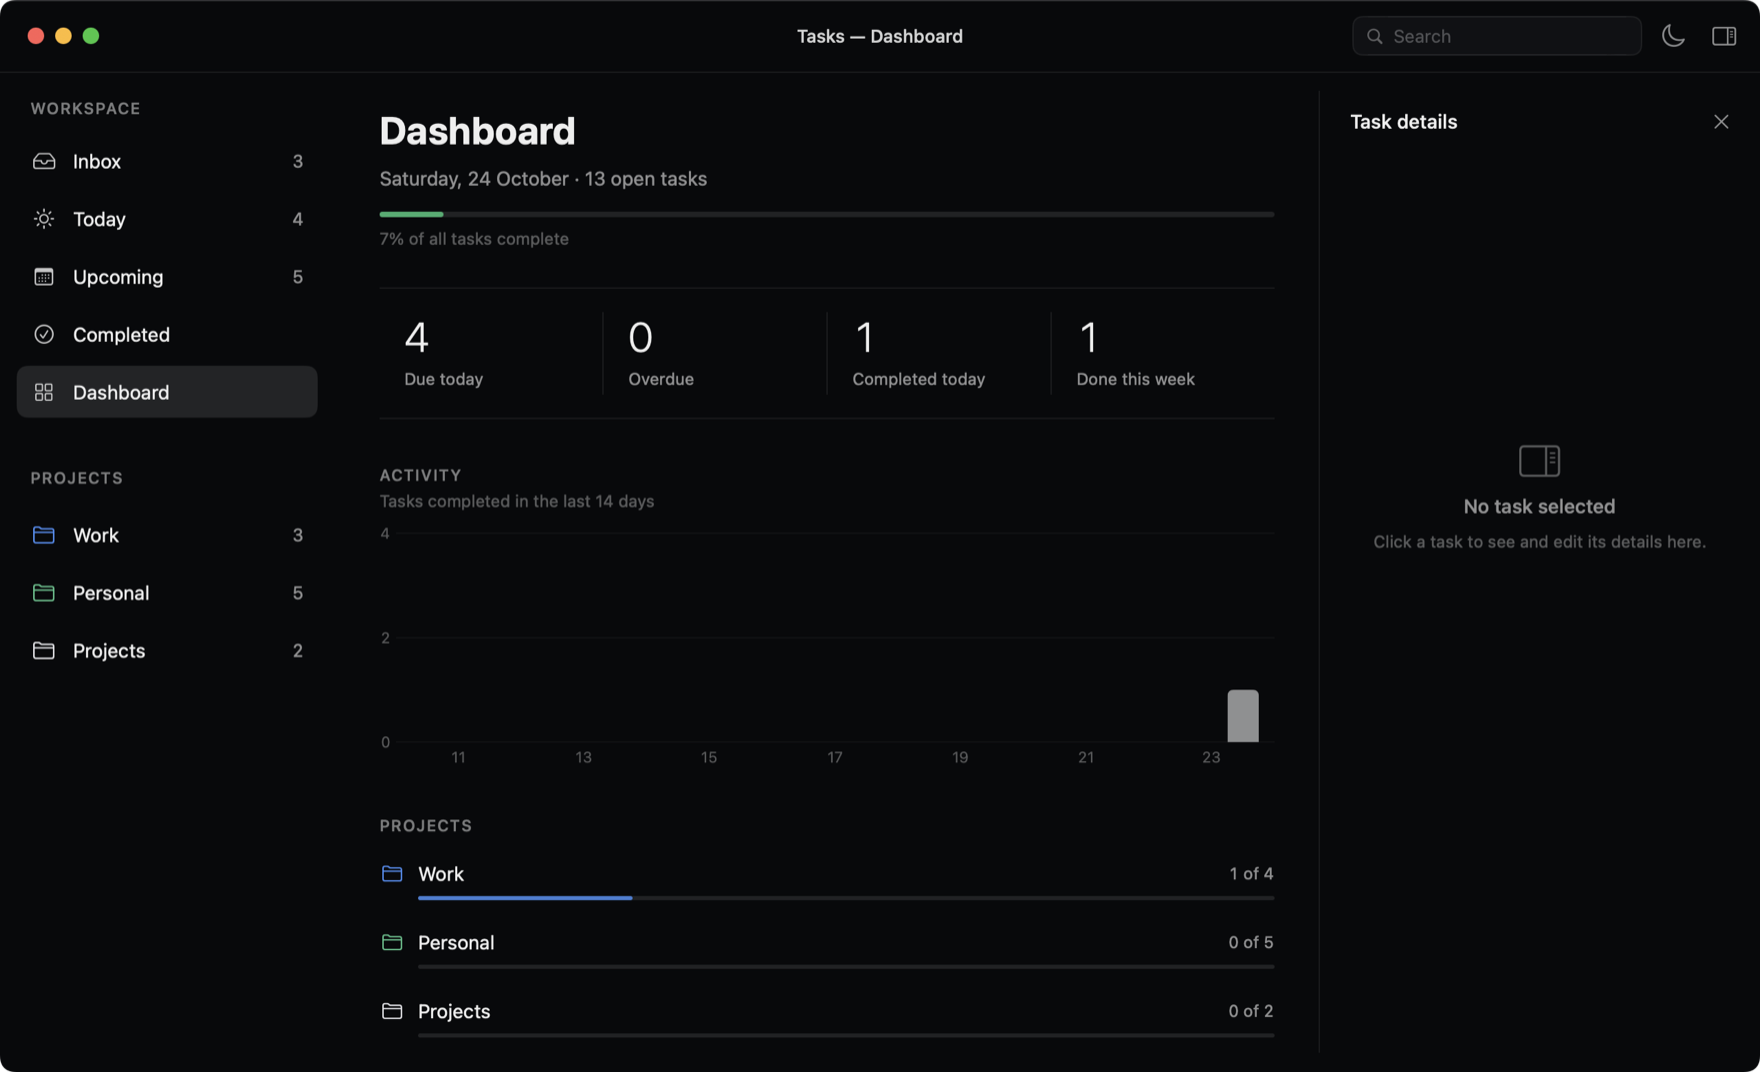 Tasks — Dashboard
Search
WORKSPACE
Inbox 3
Today 4
Upcoming 5
Completed
Dashboard
PROJECTS
Work 3
Personal 5
Projects 2
Dashboard
Saturday, 24 October · 13 open tasks
7% of all tasks complete
4
Due today
0
Overdue
1
Completed today
1
Done this week
ACTIVITY
Tasks completed in the last 14 days
4
2
0
11 13 15 17 19 21 23
PROJECTS
Work 1 of 4
Personal 0 of 5
Projects 0 of 2
Task details
No task selected
Click a task to see and edit its details here.